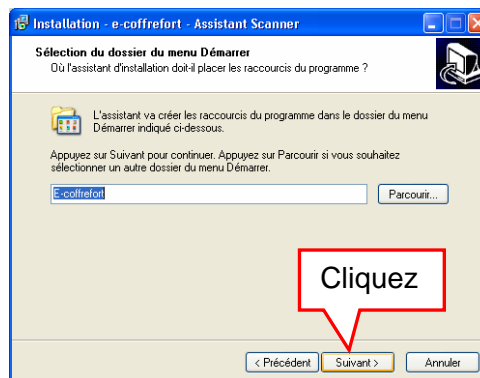 Installation - e-coffrefort - Assistant Scanner
Sélection du dossier du menu Démarrer
Où l'assistant d'installation doit-il placer les raccourcis du programme ?
L'assistant va créer les raccourcis du programme dans le dossier du menu
Démarrer indiqué ci-dessous.
Appuyez sur Suivant pour continuer. Appuyez sur Parcourir si vous souhaitez
sélectionner un autre dossier du menu Démarrer.
E-coffrefort
Parcourir...
Cliquez
< Précédent
Suivant >
Annuler